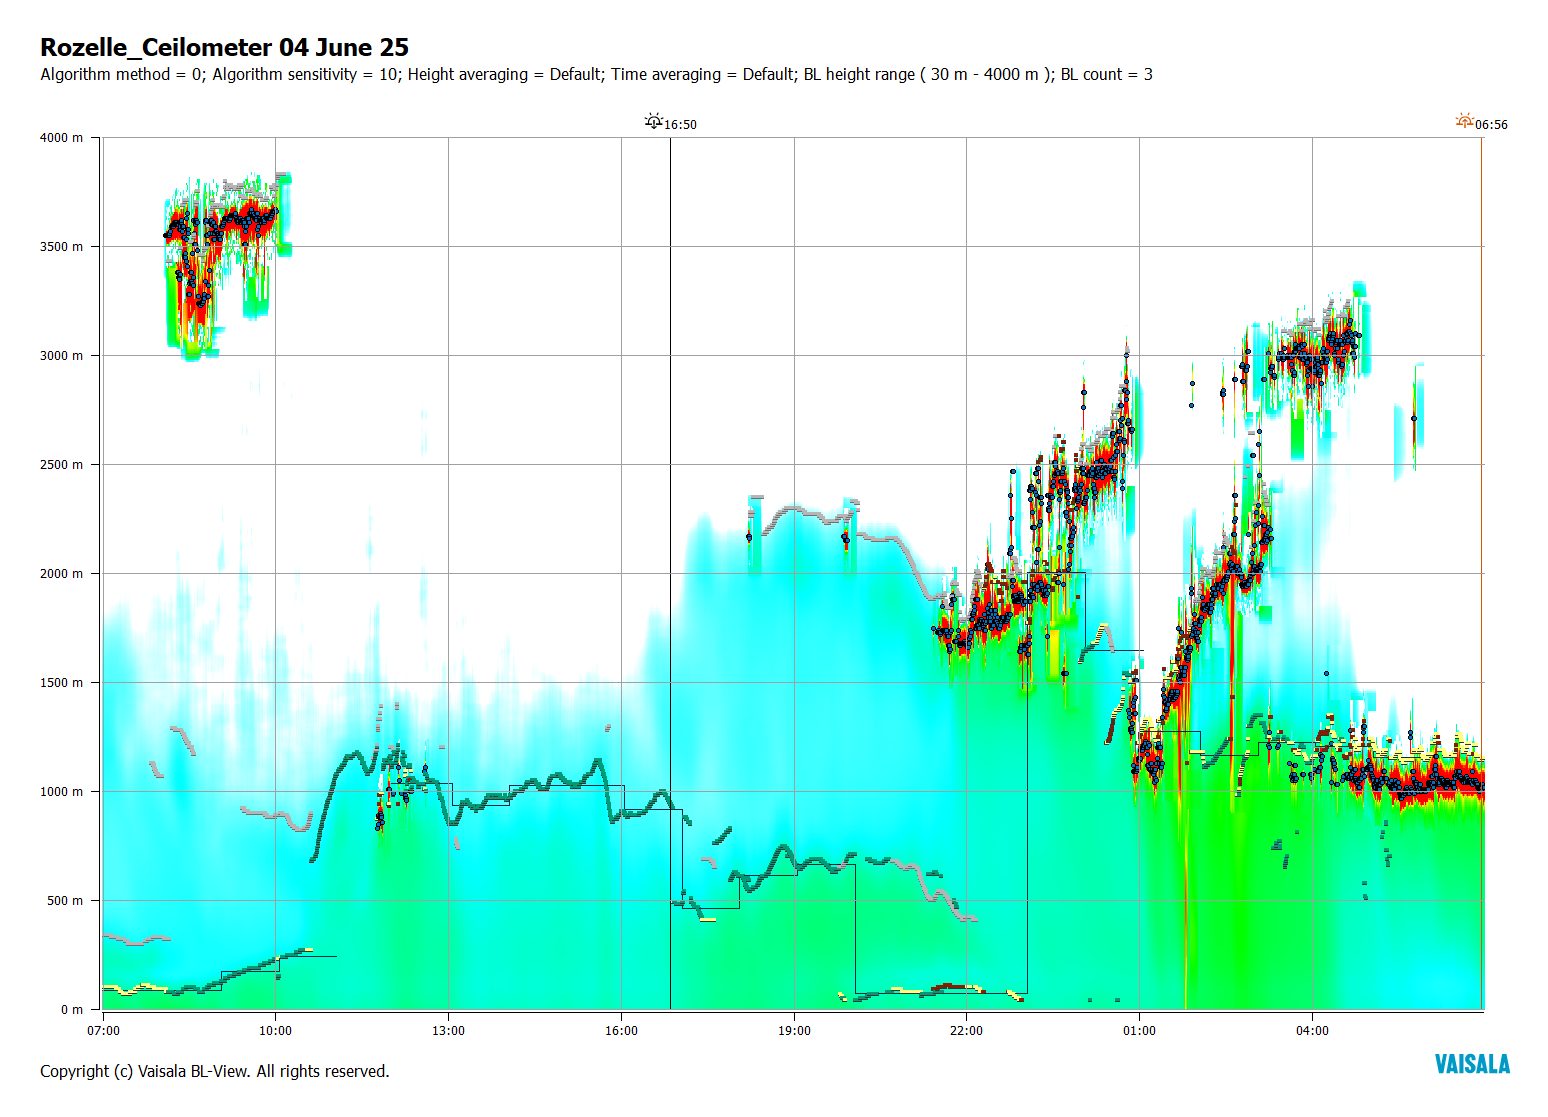 Rozelle_Ceilometer 04 June 25
Algorithm method = 0; Algorithm sensitivity = 10; Height averaging = Default; Time averaging = Default; BL height range ( 30 m - 4000 m ); BL count = 3
16:50
06:56
4000 m
3500 m
3000 m
2500 m
2000 m
1500 m
1000 m
500 m
0 m
07:00 10:00 13:00 16:00 19:00 22:00 01:00 04:00
Copyright (c) Vaisala BL-View. All rights reserved.
VAISALA